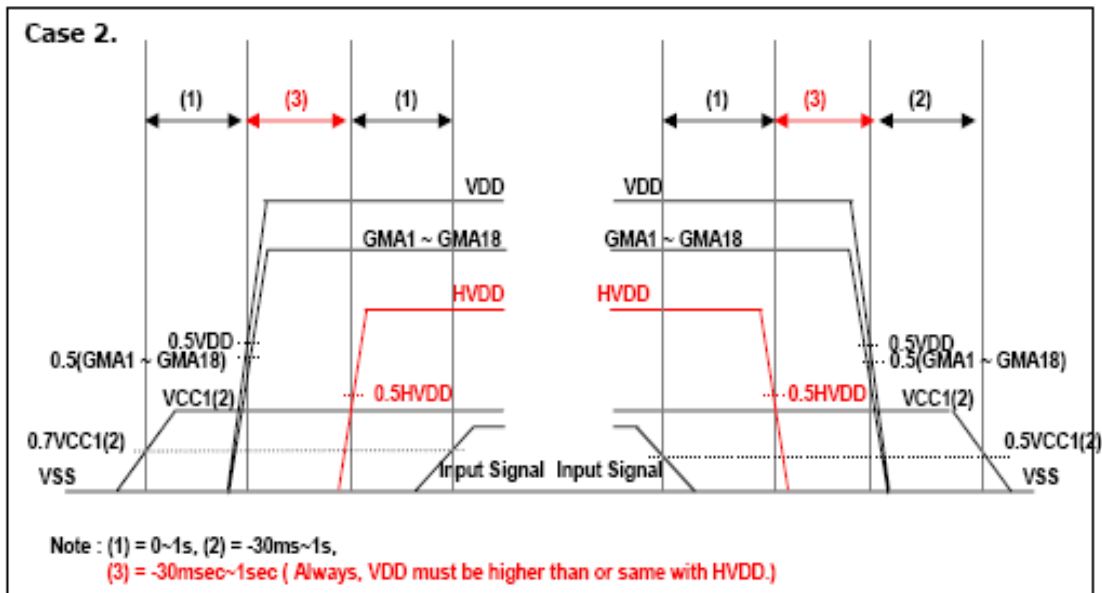 Case 2.
(1) (3) (1) (1) (3) (2)
VDD VDD
GMA1 ~ GMA18 GMA1 ~ GMA18
HVDD HVDD
0.5VDD 0.5VDD
0.5(GMA1 ~ GMA18) 0.5(GMA1 ~ GMA18)
VCC1(2) 0.5HVDD 0.5HVDD VCC1(2)
0.7VCC1(2) 0.5VCC1(2)
VSS Input Signal Input Signal VSS
Note : (1) = 0~1s, (2) = -30ms~1s,
(3) = -30msec~1sec ( Always, VDD must be higher than or same with HVDD.)